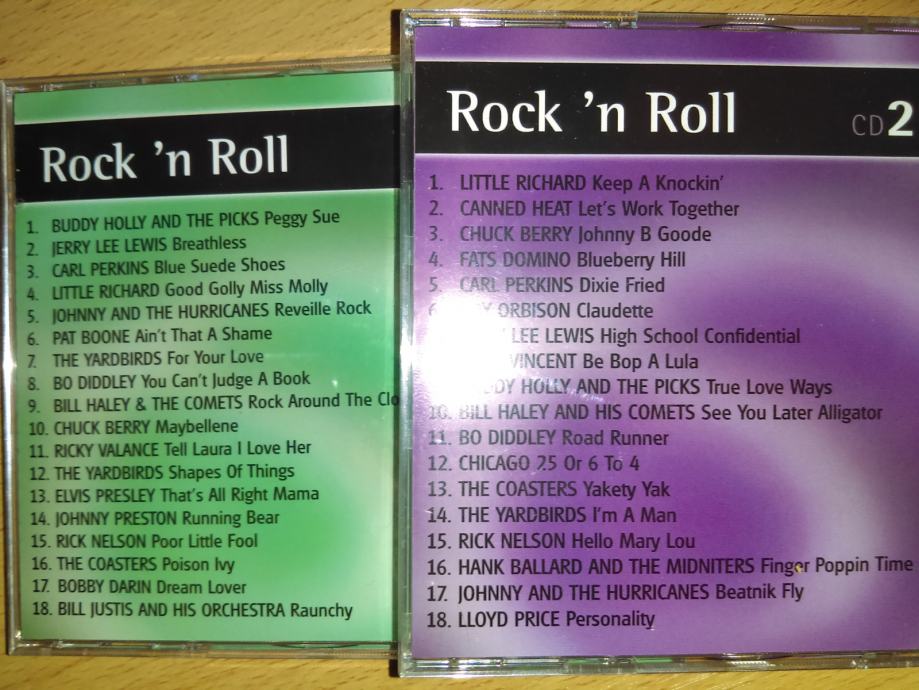 Rock 'n Roll
1. BUDDY HOLLY AND THE PICKS Peggy Sue
2. JERRY LEE LEWIS Breathless
3. CARL PERKINS Blue Suede Shoes
4. LITTLE RICHARD Good Golly Miss Molly
5. JOHNNY AND THE HURRICANES Reveille Rock
6. PAT BOONE Ain't That A Shame
7. THE YARDBIRDS For Your Love
8. BO DIDDLEY You Can't Judge A Book
9. BILL HALEY & THE COMETS Rock Around The Clo
10. CHUCK BERRY Maybellene
11. RICKY VALANCE Tell Laura I Love Her
12. THE YARDBIRDS Shapes Of Things
13. ELVIS PRESLEY That's All Right Mama
14. JOHNNY PRESTON Running Bear
15. RICK NELSON Poor Little Fool
16. THE COASTERS Poison Ivy
17. BOBBY DARIN Dream Lover
18. BILL JUSTIS AND HIS ORCHESTRA Raunchy
Rock 'n Roll CD2
1. LITTLE RICHARD Keep A Knockin'
2. CANNED HEAT Let's Work Together
3. CHUCK BERRY Johnny B Goode
4. FATS DOMINO Blueberry Hill
5. CARL PERKINS Dixie Fried
ORBISON Claudette
LEE LEWIS High School Confidential
VINCENT Be Bop A Lula
HOLLY AND THE PICKS True Love Ways
10. BILL HALEY AND HIS COMETS See You Later Alligator
11. BO DIDDLEY Road Runner
12. CHICAGO 25 Or 6 To 4
13. THE COASTERS Yakety Yak
14. THE YARDBIRDS I'm A Man
15. RICK NELSON Hello Mary Lou
16. HANK BALLARD AND THE MIDNITERS Finger Poppin Time
17. JOHNNY AND THE HURRICANES Beatnik Fly
18. LLOYD PRICE Personality